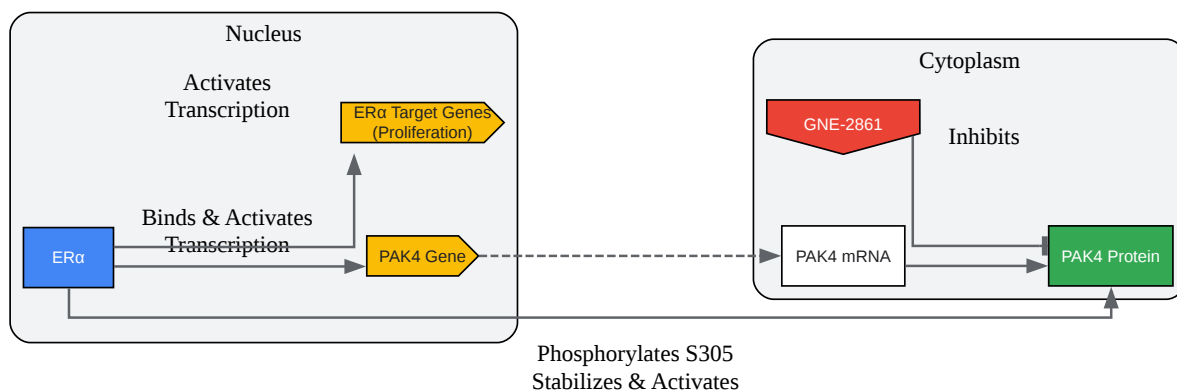 Nucleus
Activates
Transcription
ERα Target Genes
(Proliferation)
Binds & Activates
Transcription
ERα
PAK4 Gene
Cytoplasm
GNE-2861
Inhibits
PAK4 mRNA
PAK4 Protein
Phosphorylates S305
Stabilizes & Activates